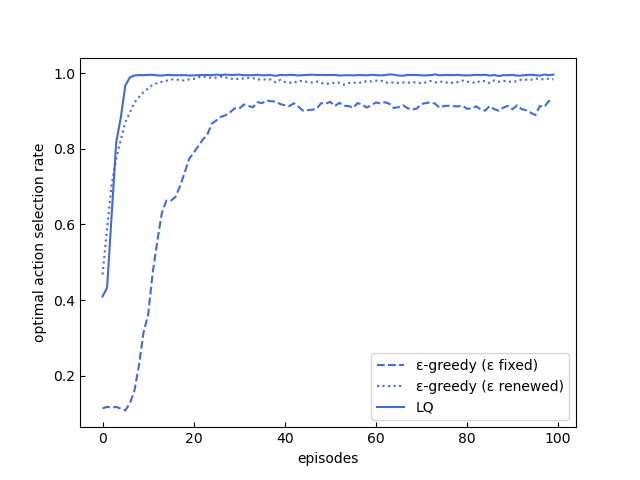 1.0
0.8
0.6
0.4
0.2
optimal action selection rate
0 20 40 60 80 100
episodes
ε-greedy (ε fixed)
ε-greedy (ε renewed)
LQ